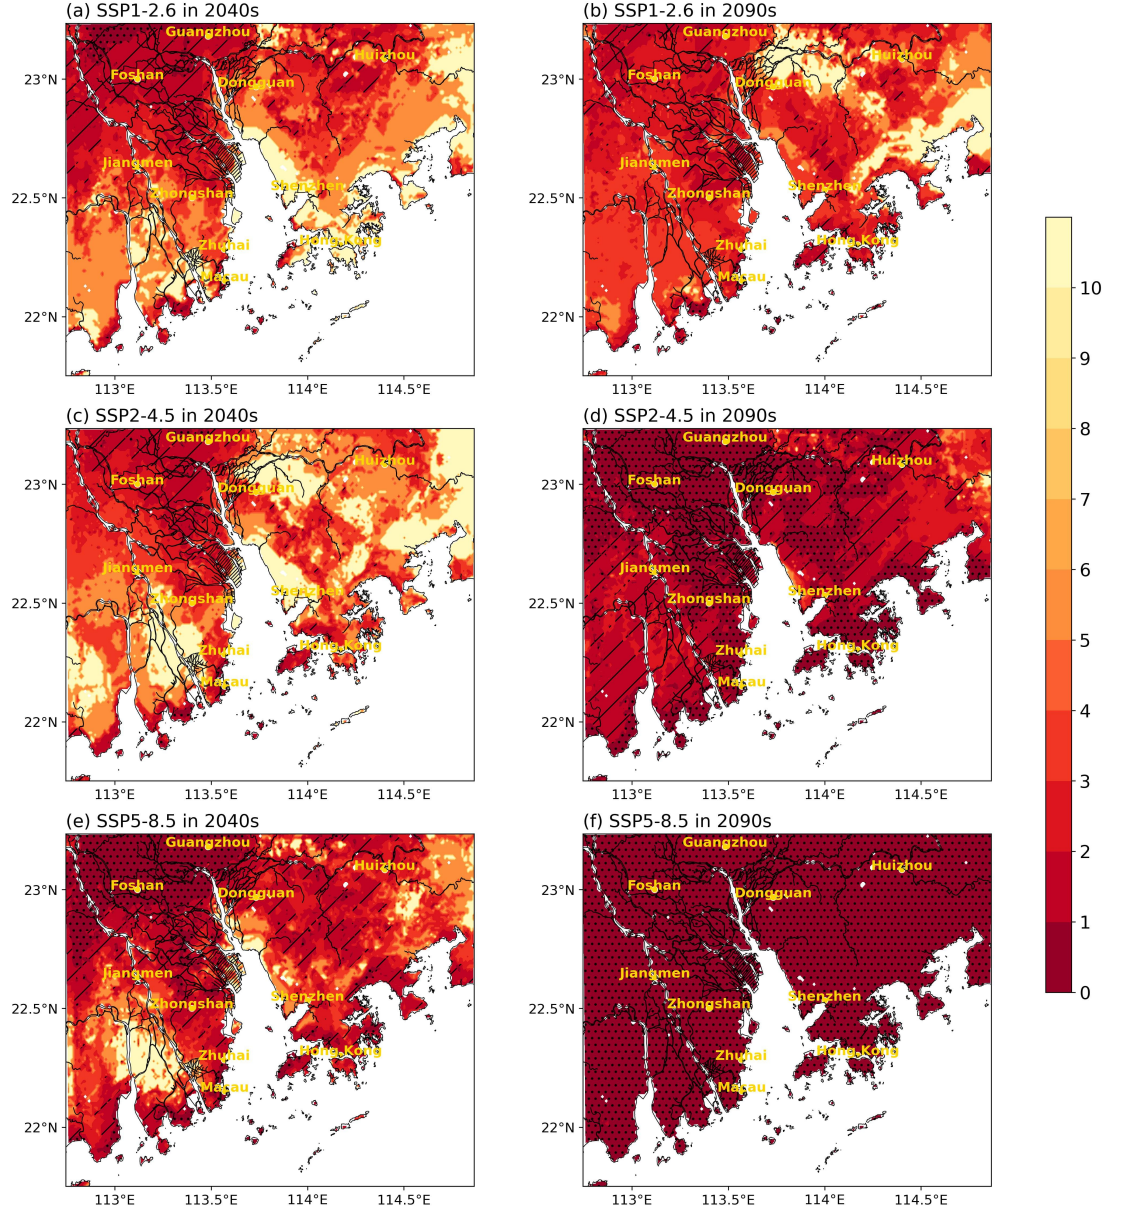 (a) SSP1-2.6 in 2040s
Guangzhou
Huizhou
Foshan
Dongguan
Jiangmen
Zhongshan
Shenzhen
Zhuhai
Hong Kong
Macau
23°N
22.5°N
22°N
113°E 113.5°E 114°E 114.5°E
(b) SSP1-2.6 in 2090s
Guangzhou
Huizhou
Foshan
Dongguan
Jiangmen
Zhongshan
Shenzhen
Zhuhai
Hong Kong
Macau
23°N
22.5°N
22°N
113°E 113.5°E 114°E 114.5°E
(c) SSP2-4.5 in 2040s
Guangzhou
Huizhou
Foshan
Dongguan
Jiangmen
Zhongshan
Shenzhen
Zhuhai
Hong Kong
Macau
23°N
22.5°N
22°N
113°E 113.5°E 114°E 114.5°E
(d) SSP2-4.5 in 2090s
Guangzhou
Huizhou
Foshan
Dongguan
Jiangmen
Zhongshan
Shenzhen
Zhuhai
Hong Kong
Macau
23°N
22.5°N
22°N
113°E 113.5°E 114°E 114.5°E
(e) SSP5-8.5 in 2040s
Guangzhou
Huizhou
Foshan
Dongguan
Jiangmen
Zhongshan
Shenzhen
Zhuhai
Hong Kong
Macau
23°N
22.5°N
22°N
113°E 113.5°E 114°E 114.5°E
(f) SSP5-8.5 in 2090s
Guangzhou
Huizhou
Foshan
Dongguan
Jiangmen
Zhongshan
Shenzhen
Zhuhai
Hong Kong
Macau
23°N
22.5°N
22°N
113°E 113.5°E 114°E 114.5°E
10
9
8
7
6
5
4
3
2
1
0